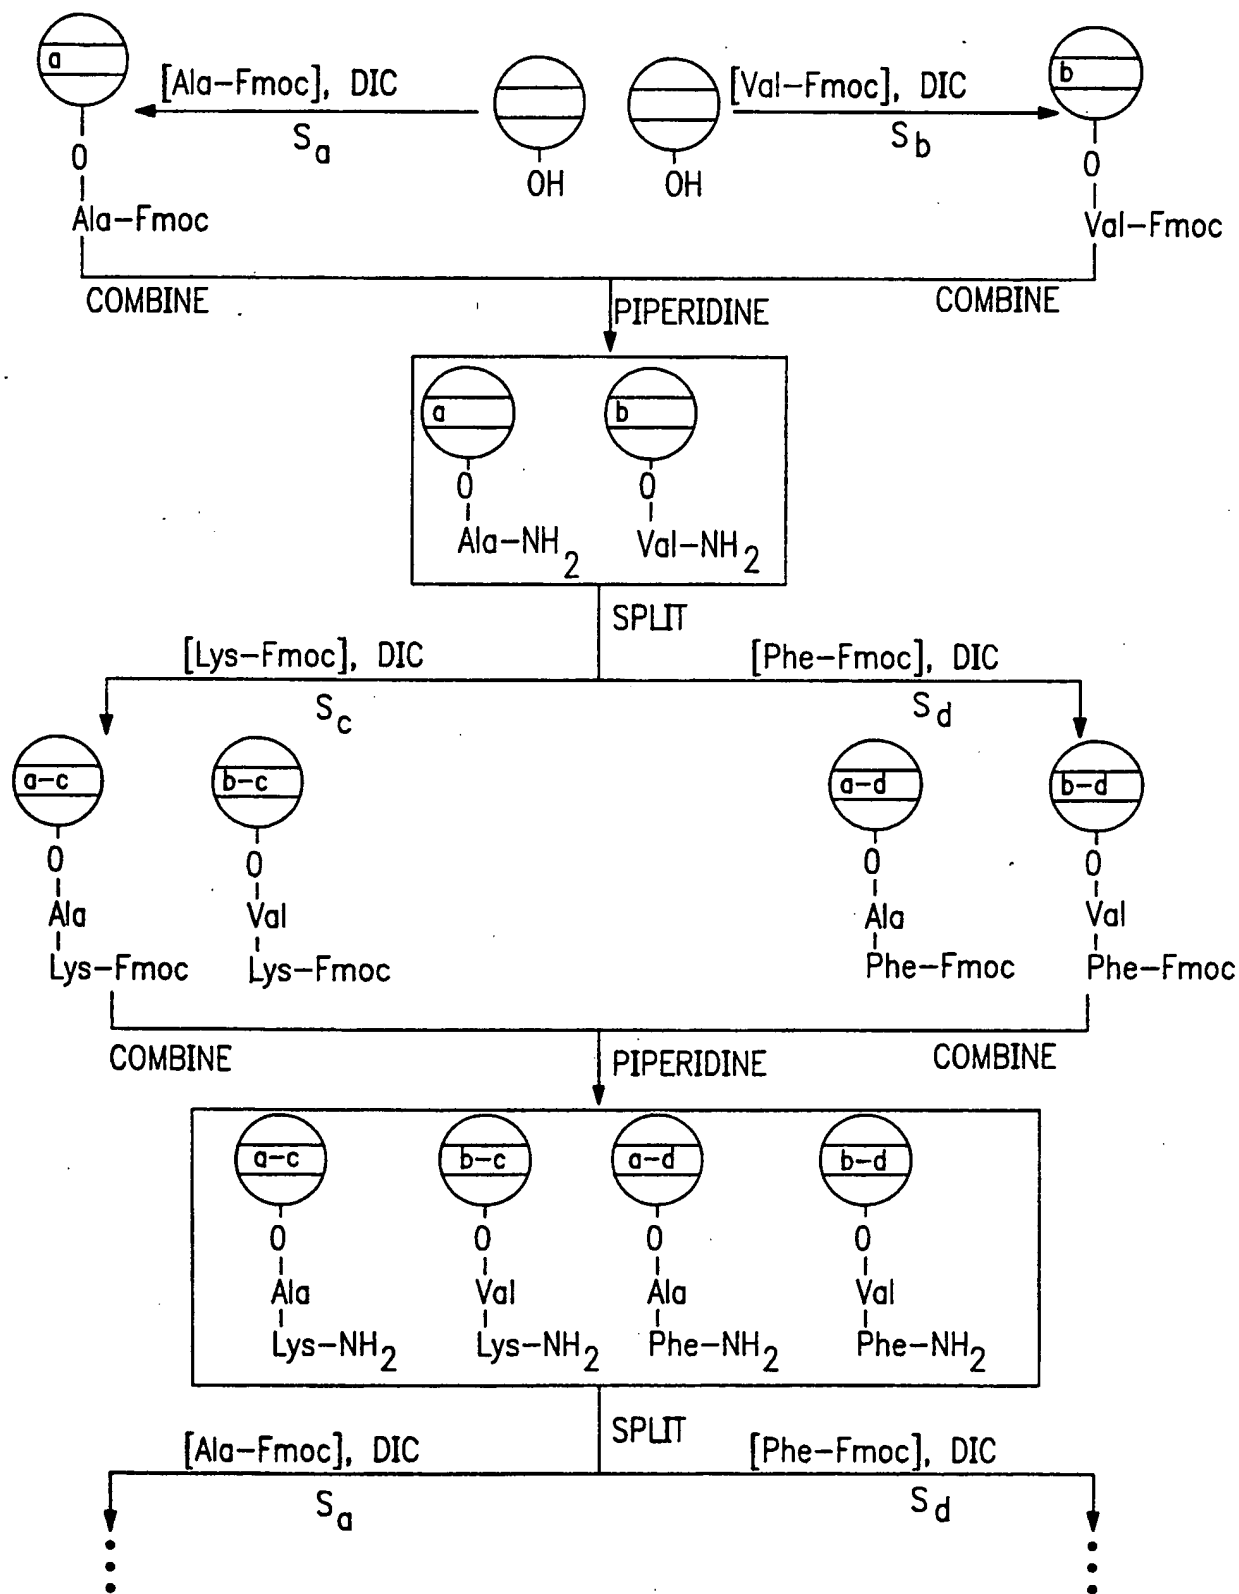 a
[Ala-Fmoc], DIC
Sa
OH
OH
[Val-Fmoc], DIC
Sb
b
O
Ala-Fmoc
O
Val-Fmoc
COMBINE
PIPERIDINE
COMBINE
a
b
O
O
Ala-NH2
Val-NH2
SPLIT
[Lys-Fmoc], DIC
Sc
[Phe-Fmoc], DIC
Sd
a-c
b-c
a-d
b-d
O
O
O
O
Ala
Val
Ala
Val
Lys-Fmoc
Lys-Fmoc
Phe-Fmoc
Phe-Fmoc
COMBINE
PIPERIDINE
COMBINE
a-c
b-c
a-d
b-d
O
O
O
O
Ala
Val
Ala
Val
Lys-NH2
Lys-NH2
Phe-NH2
Phe-NH2
SPLIT
[Ala-Fmoc], DIC
Sa
[Phe-Fmoc], DIC
Sd